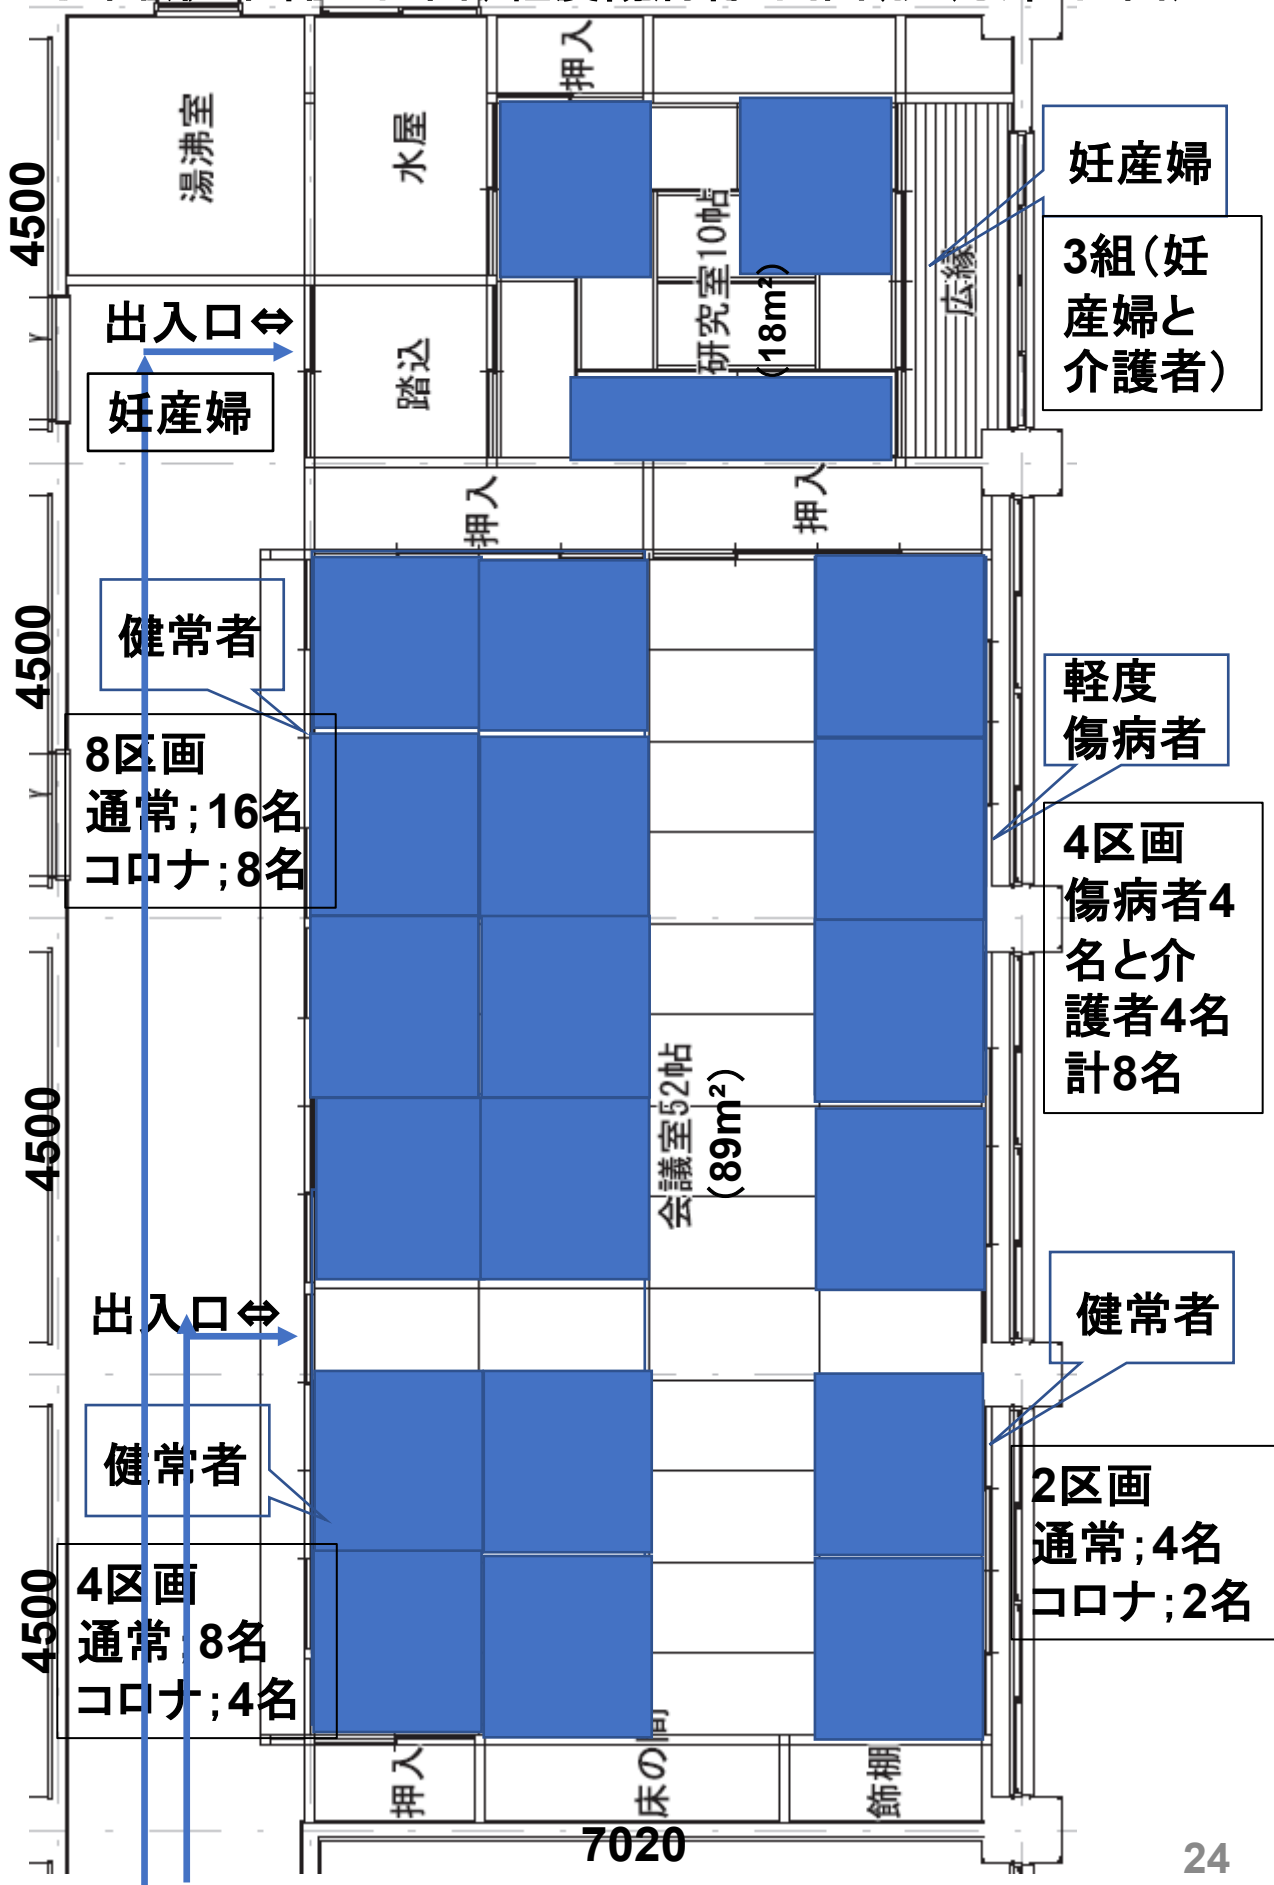 押入
湯沸室
水屋
4500
妊産婦
研究室10帖
(18m²)
広縁
3組(妊
産婦と
介護者)
出入口⇔
踏込
妊産婦
押入
押入
健常者
4500
8区画
通常;16名
コロナ;8名
軽度
傷病者
4区画
傷病者4
名と介
護者4名
計8名
会議室52帖
(89m²)
4500
出入口⇔
健常者
健常者
2区画
通常;4名
コロナ;2名
4区画
通常;8名
コロナ;4名
4500
押入
床の間
飾棚
7020
24